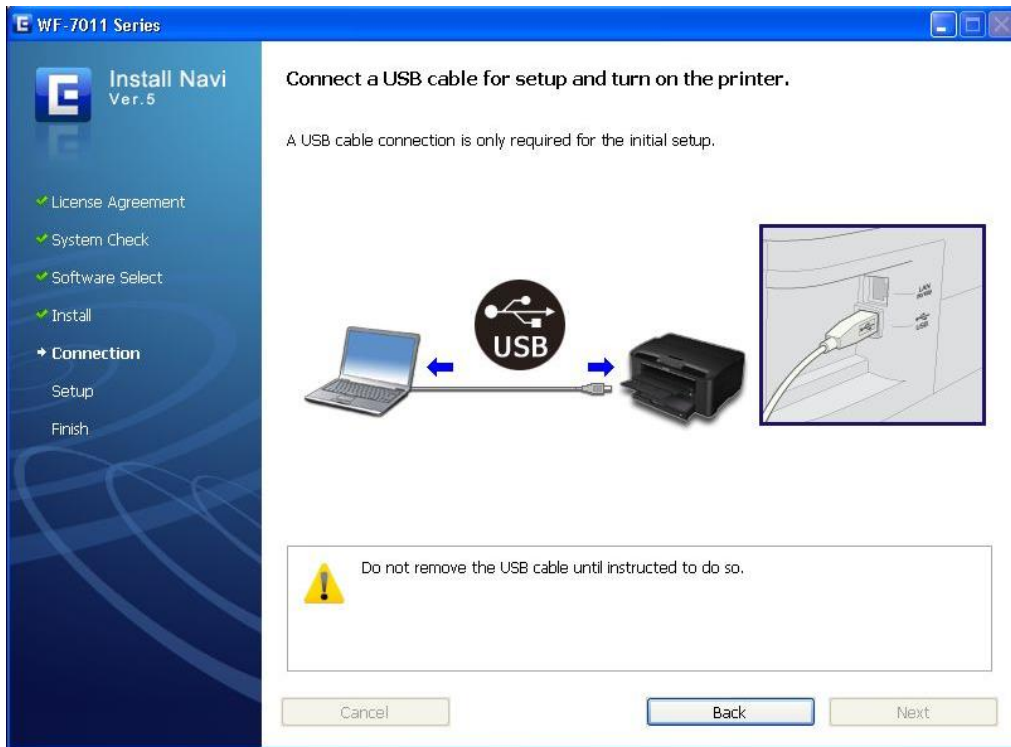 WF-7011 Series
Install Navi
Ver.5
License Agreement
System Check
Software Select
Install
Connection
Setup
Finish
Connect a USB cable for setup and turn on the printer.
A USB cable connection is only required for the initial setup.
USB
LAN
USB
Do not remove the USB cable until instructed to do so.
Cancel
Back
Next